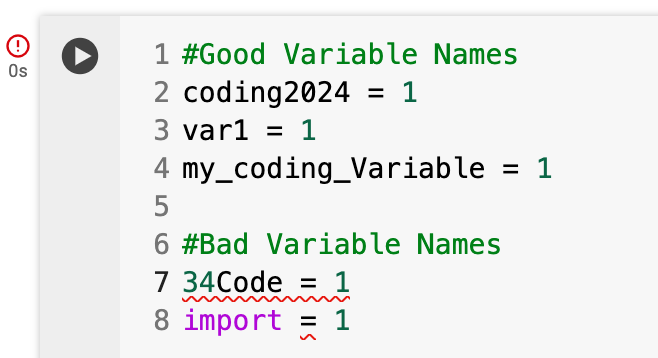 1 #Good Variable Names
2 coding2024 = 1
3 var1 = 1
4 my_coding_Variable = 1
5
6 #Bad Variable Names
7 34Code = 1
8 import = 1
0s